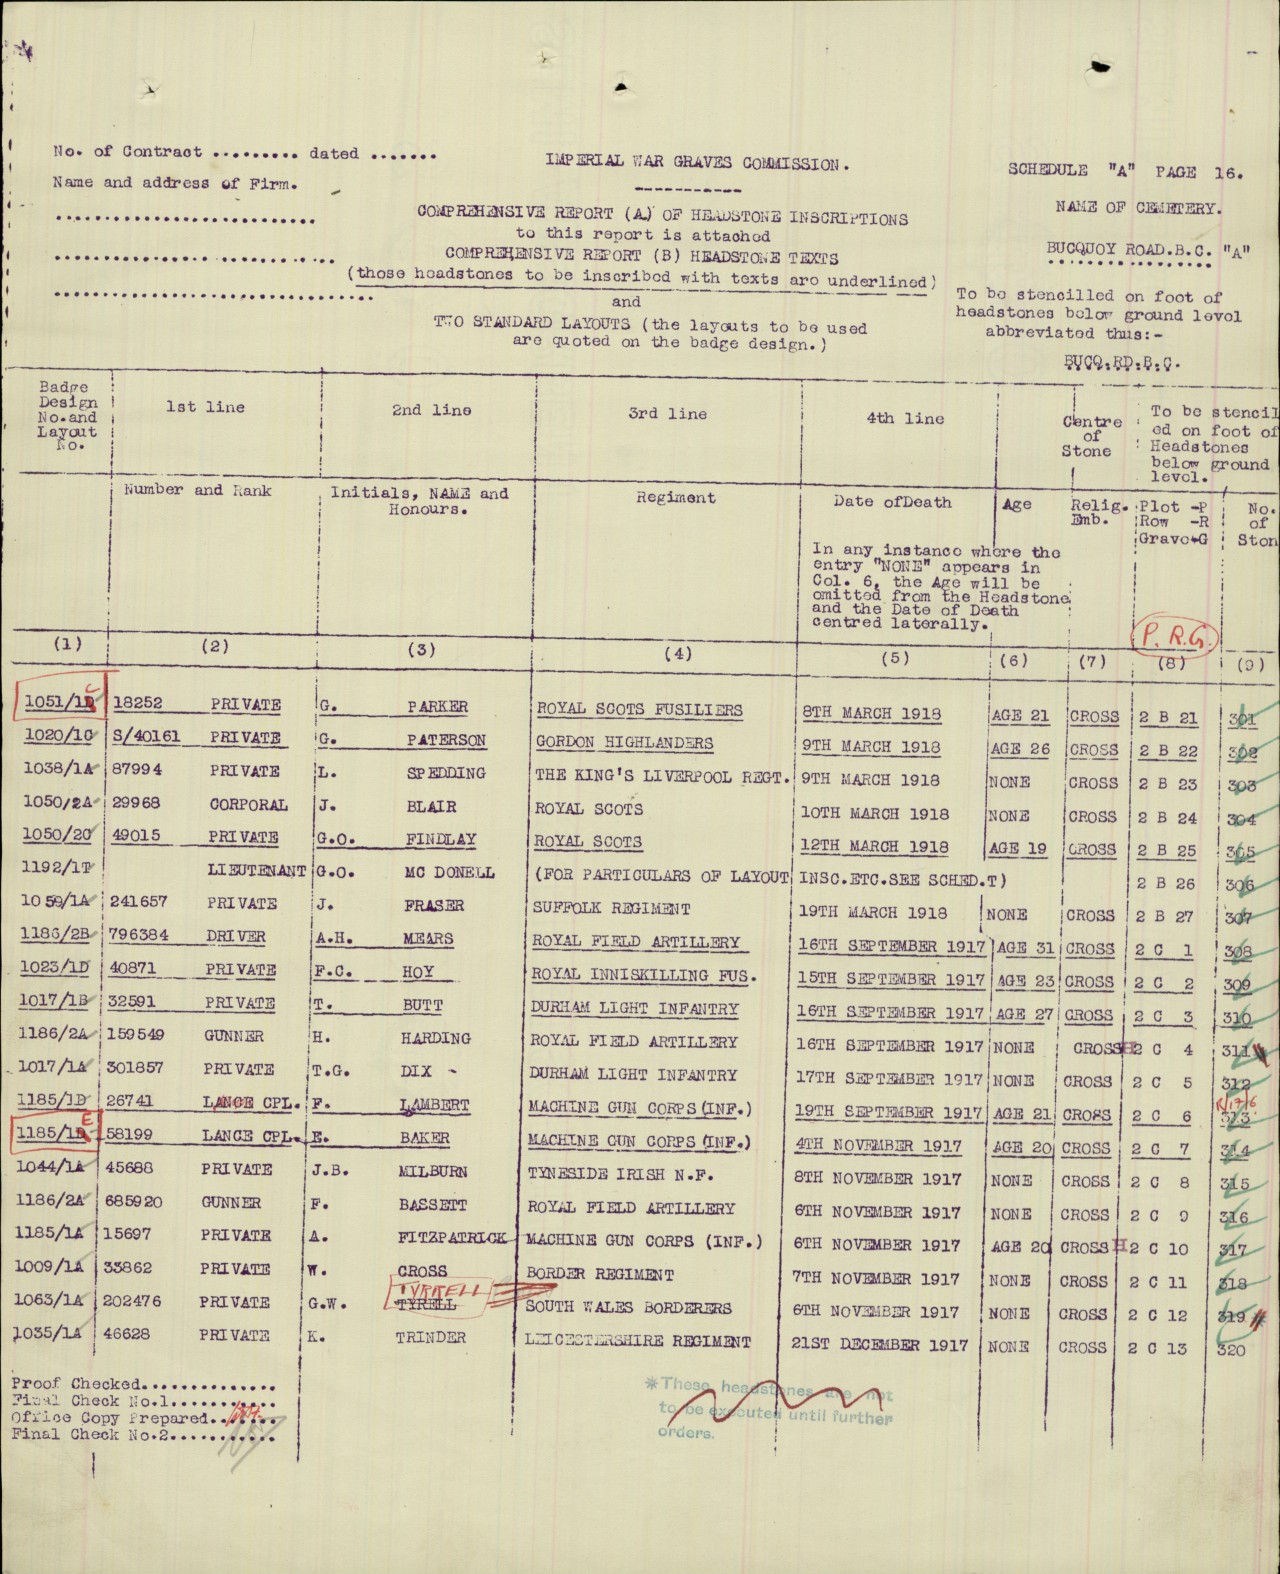 No. of Contract ......... dated .......
IMPERIAL WAR GRAVES COMMISSION.
SCHEDULE "A" PAGE 16.
Name and address of Firm.
COMPREHENSIVE REPORT (A) OF HEADSTONE INSCRIPTIONS
to this report is attached
COMPREHENSIVE REPORT (B) HEADSTONE TEXTS
(those headstones to be inscribed with texts are underlined)
and
TWO STANDARD LAYOUTS (the layouts to be used
are quoted on the badge design.)
NAME OF CEMETERY.
BUCQUOY ROAD.B.C. "A"
To be stencilled on foot of
headstones below ground level
abbreviated thus:-
BUCQ.RD.B.C.
Badge
Design
No.and
Layout
No.
1st line
2nd line
3rd line
4th line
Centre
of
Stone
To be stencil
ed on foot of
Headstones
below ground
level.
Number and Rank
Initials, NAME and
Honours.
Regiment
Date ofDeath
Age
Relig.
Emb.
Plot -P
Row -R
Grave-G
No.
of
Ston
In any instance where the
entry "NONE" appears in
Col. 6, the Age will be
omitted from the Headstone
and the Date of Death
centred laterally.
P. R.G.
(1) (2) (3) (4) (5) (6) (7) (8) (9)
1051/1D C 18252 PRIVATE G. PARKER ROYAL SCOTS FUSILIERS 8TH MARCH 1918 AGE 21 CROSS 2 B 21 301
1020/1C S/40161 PRIVATE G. PATERSON GORDON HIGHLANDERS 9TH MARCH 1918 AGE 26 CROSS 2 B 22 302
1038/1A 87994 PRIVATE L. SPEDDING THE KING'S LIVERPOOL REGT. 9TH MARCH 1918 NONE CROSS 2 B 23 303
1050/2A 29968 CORPORAL J. BLAIR ROYAL SCOTS 10TH MARCH 1918 NONE CROSS 2 B 24 304
1050/2C 49015 PRIVATE G.O. FINDLAY ROYAL SCOTS 12TH MARCH 1918 AGE 19 CROSS 2 B 25 305
1192/1T LIEUTENANT G.O. MC DONELL (FOR PARTICULARS OF LAYOUT INSC.ETC.SEE SCHED.T) 2 B 26 306
1059/1A 241657 PRIVATE J. FRASER SUFFOLK REGIMENT 19TH MARCH 1918 NONE CROSS 2 B 27 307
1186/2B 796384 DRIVER A.H. MEARS ROYAL FIELD ARTILLERY 16TH SEPTEMBER 1917 AGE 31 CROSS 2 C 1 308
1023/1D 40871 PRIVATE F.C. HOY ROYAL INNISKILLING FUS. 15TH SEPTEMBER 1917 AGE 23 CROSS 2 C 2 309
1017/1B 32591 PRIVATE T. BUTT DURHAM LIGHT INFANTRY 16TH SEPTEMBER 1917 AGE 27 CROSS 2 C 3 310
1186/2A 159549 GUNNER H. HARDING ROYAL FIELD ARTILLERY 16TH SEPTEMBER 1917 NONE CROSS 2 C 4 311
1017/1A 301857 PRIVATE T.G. DIX - DURHAM LIGHT INFANTRY 17TH SEPTEMBER 1917 NONE CROSS 2 C 5 312
1185/1D 26741 LANCE CPL. F. LAMBERT MACHINE GUN CORPS(INF.) 19TH SEPTEMBER 1917 AGE 21 CROSS 2 C 6 313
1185/1D E 58199 LANCE CPL. E. BAKER MACHINE GUN CORPS (INF.) 4TH NOVEMBER 1917 AGE 20 CROSS 2 C 7 314
1044/1A 45688 PRIVATE J.B. MILBURN TYNESIDE IRISH N.F. 8TH NOVEMBER 1917 NONE CROSS 2 C 8 315
1186/2A 685920 GUNNER F. BASSETT ROYAL FIELD ARTILLERY 6TH NOVEMBER 1917 NONE CROSS 2 C 9 316
1185/1A 15697 PRIVATE A. FITZPATRICK MACHINE GUN CORPS (INF.) 6TH NOVEMBER 1917 AGE 20 CROSS H 2 C 10 317
1009/1A 33862 PRIVATE W. CROSS BORDER REGIMENT 7TH NOVEMBER 1917 NONE CROSS 2 C 11 318
TYRRELL
1063/1A 202476 PRIVATE G.W. TYRELL SOUTH WALES BORDERERS 6TH NOVEMBER 1917 NONE CROSS 2 C 12 319
1035/1A 46628 PRIVATE K. TRINDER LEICESTERSHIRE REGIMENT 21ST DECEMBER 1917 NONE CROSS 2 C 13 320
Proof Checked..............
Final Check No.1...........
Office Copy Prepared.......
Final Check No.2...........
*These headstones are not
to be executed until further
orders.